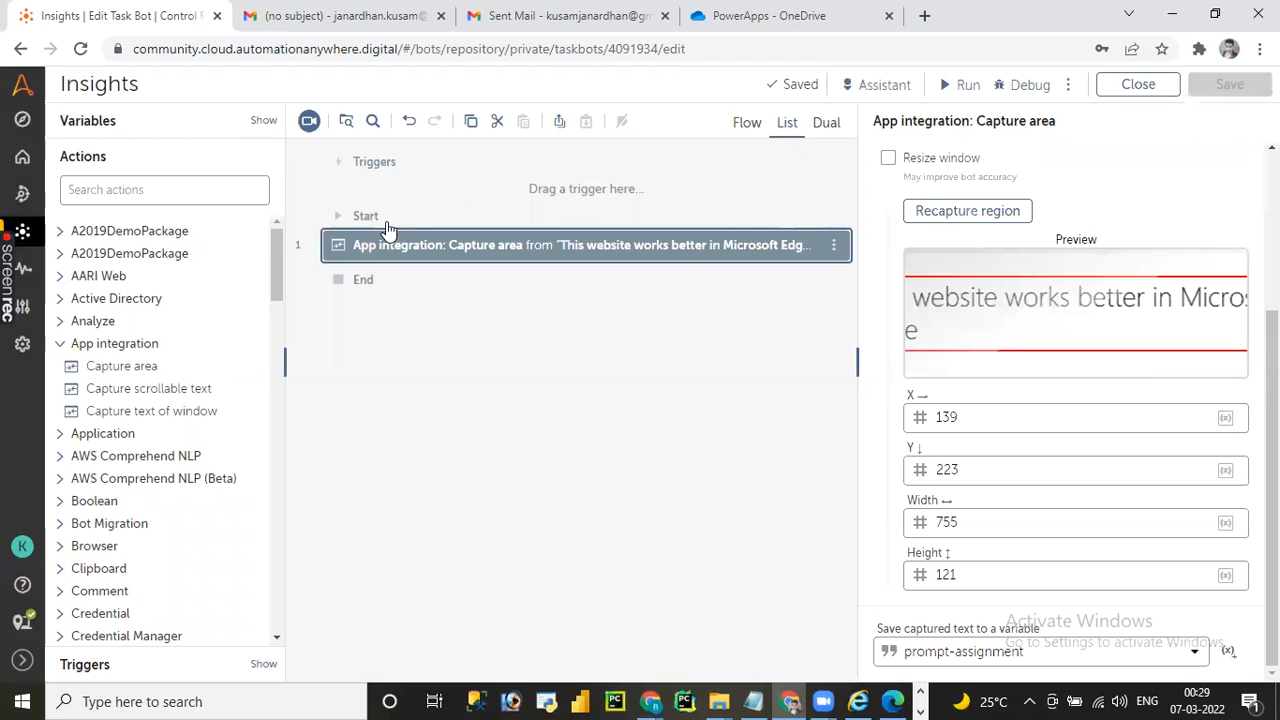 Insights | Edit Task Bot | Control R
(no subject) - janardhan.kusam@
Sent Mail - kusamjanardhan@gm
PowerApps - OneDrive
community.cloud.automationanywhere.digital/#/bots/repository/private/taskbots/4091934/edit
Insights
Saved
Assistant
Run
Debug
Close
Save
Variables
Show
Flow
List
Dual
App integration: Capture area
Actions
Search actions
A2019DemoPackage
A2019DemoPackage
AARI Web
Active Directory
Analyze
App integration
Capture area
Capture scrollable text
Capture text of window
Application
AWS Comprehend NLP
AWS Comprehend NLP (Beta)
Boolean
Bot Migration
Browser
Clipboard
Comment
Credential
Credential Manager
Triggers
Show
Triggers
Drag a trigger here...
Start
1
App integration: Capture area from "This website works better in Microsoft Edg...
End
Resize window
May improve bot accuracy
Recapture region
Preview
website works better in Micros
e
X
139
(x)
Y
223
(x)
Width
755
(x)
Height
121
(x)
Save captured text to a variable
prompt-assignment
(x)
Activate Windows
Go to Settings to activate Windows.
screenrec
K
Type here to search
25°C
ENG
00:29
07-03-2022
1